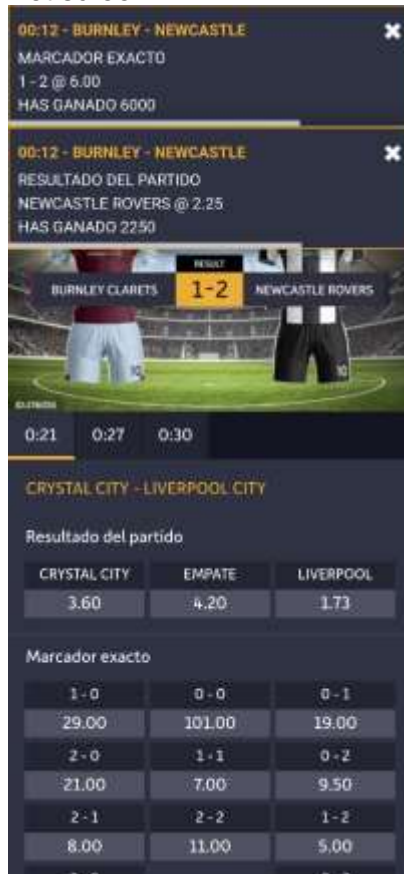 00:12 - BURNLEY - NEWCASTLE
MARCADOR EXACTO
1 - 2 @ 6.00
HAS GANADO 6000
00:12 - BURNLEY - NEWCASTLE
RESULTADO DEL PARTIDO
NEWCASTLE ROVERS @ 2.25
HAS GANADO 2250
RESULT
BURNLEY CLARETS 1-2 NEWCASTLE ROVERS
10 10
0:21 0:27 0:30
CRYSTAL CITY - LIVERPOOL CITY
Resultado del partido
CRYSTAL CITY EMPATE LIVERPOOL
3.60 4.20 1.73
Marcador exacto
1 - 0 0 - 0 0 - 1
29.00 101.00 19.00
2 - 0 1 - 1 0 - 2
21.00 7.00 9.50
2 - 1 2 - 2 1 - 2
8.00 11.00 5.00